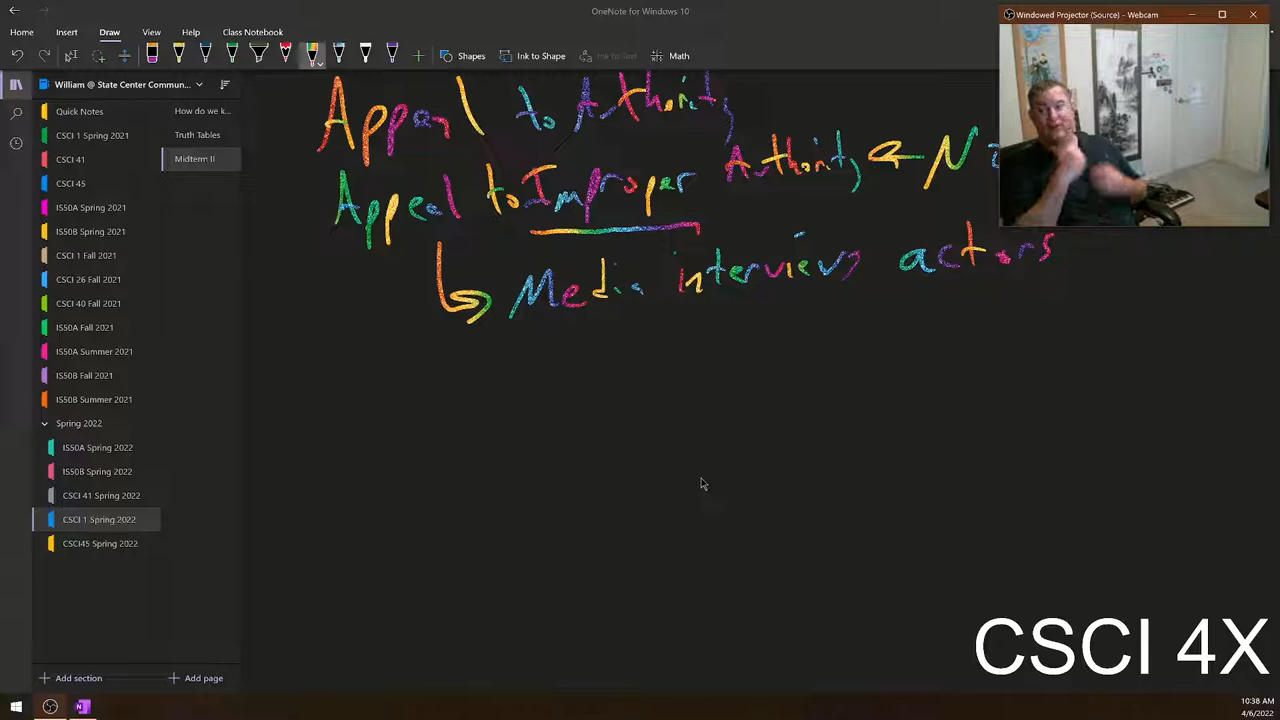 OneNote for Windows 10
Windowed Projector (Source) - Webcam
Home
Insert
Draw
View
Help
Class Notebook
Shapes
Ink to Shape
Ink to Text
Math
William @ State Center Commun...
Quick Notes
CSCI 1 Spring 2021
CSCI 41
CSCI 45
IS50A Spring 2021
IS50B Spring 2021
CSCI 1 Fall 2021
CSCI 26 Fall 2021
CSCI 40 Fall 2021
IS50A Fall 2021
IS50A Summer 2021
IS50B Fall 2021
IS50B Summer 2021
Spring 2022
IS50A Spring 2022
IS50B Spring 2022
CSCI 41 Spring 2022
CSCI 1 Spring 2022
CSCI45 Spring 2022
Add section
How do we k...
Truth Tables
Midterm II
Add page
Appeal to Authority
Appeal to Improper Authority
Media interviews actors
CSCI 4X
10:38 AM
4/6/2022